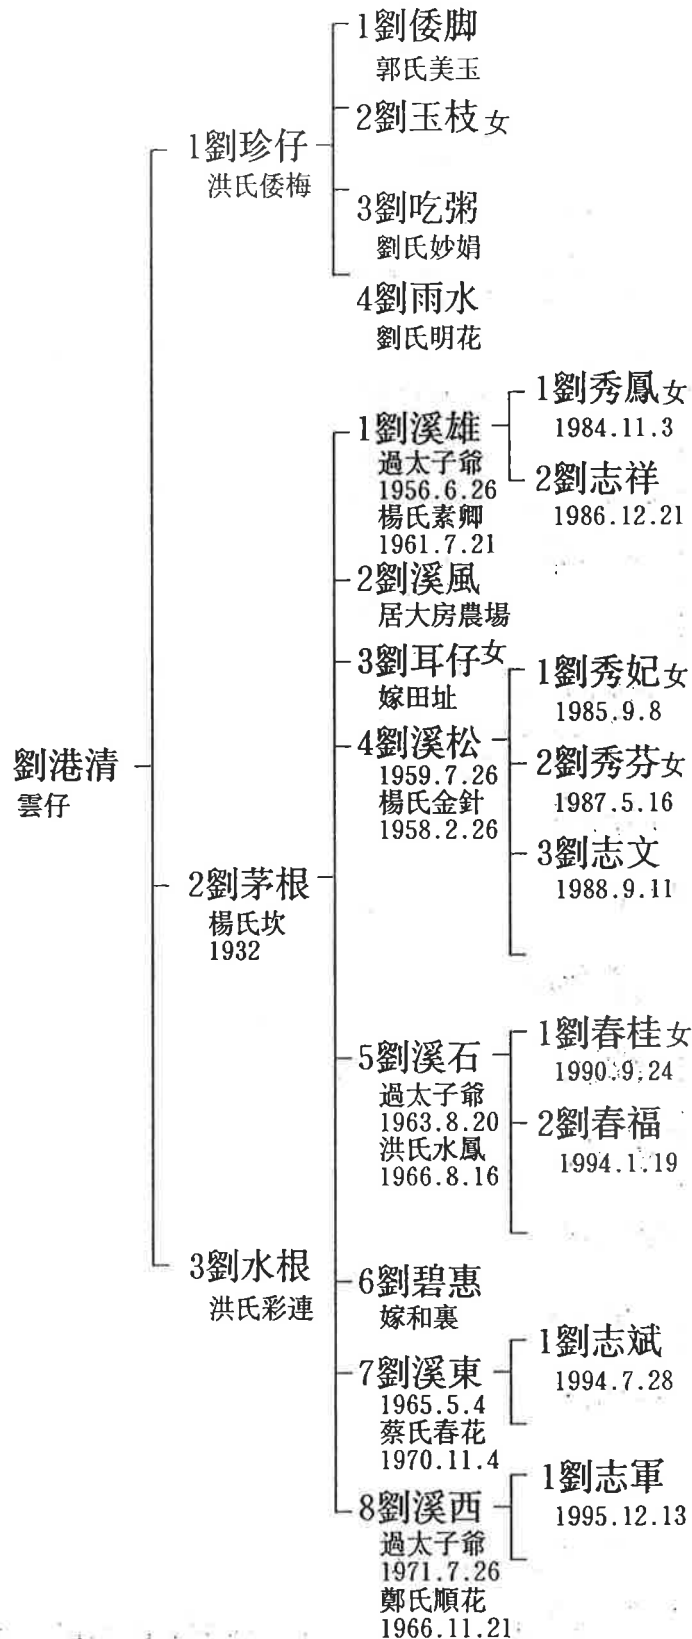 劉港清
雲仔
1劉珍仔
洪氏倭梅
1劉倭脚
郭氏美玉
2劉玉枝女
3劉吃粥
劉氏妙娟
4劉雨水
劉氏明花
2劉茅根
楊氏坎
1932
1劉溪雄
過太子爺
1956.6.26
楊氏素卿
1961.7.21
1劉秀鳳女
1984.11.3
2劉志祥
1986.12.21
2劉溪風
居大房農場
3劉耳仔女
嫁田址
4劉溪松
1959.7.26
楊氏金針
1958.2.26
1劉秀妃女
1985.9.8
2劉秀芬女
1987.5.16
3劉志文
1988.9.11
5劉溪石
過太子爺
1963.8.20
洪氏水鳳
1966.8.16
1劉春桂女
1990.9.24
2劉春福
1994.1.19
6劉碧惠
嫁和裏
7劉溪東
1965.5.4
蔡氏春花
1970.11.4
1劉志斌
1994.7.28
8劉溪西
過太子爺
1971.7.26
鄭氏順花
1966.11.21
1劉志軍
1995.12.13
3劉水根
洪氏彩連